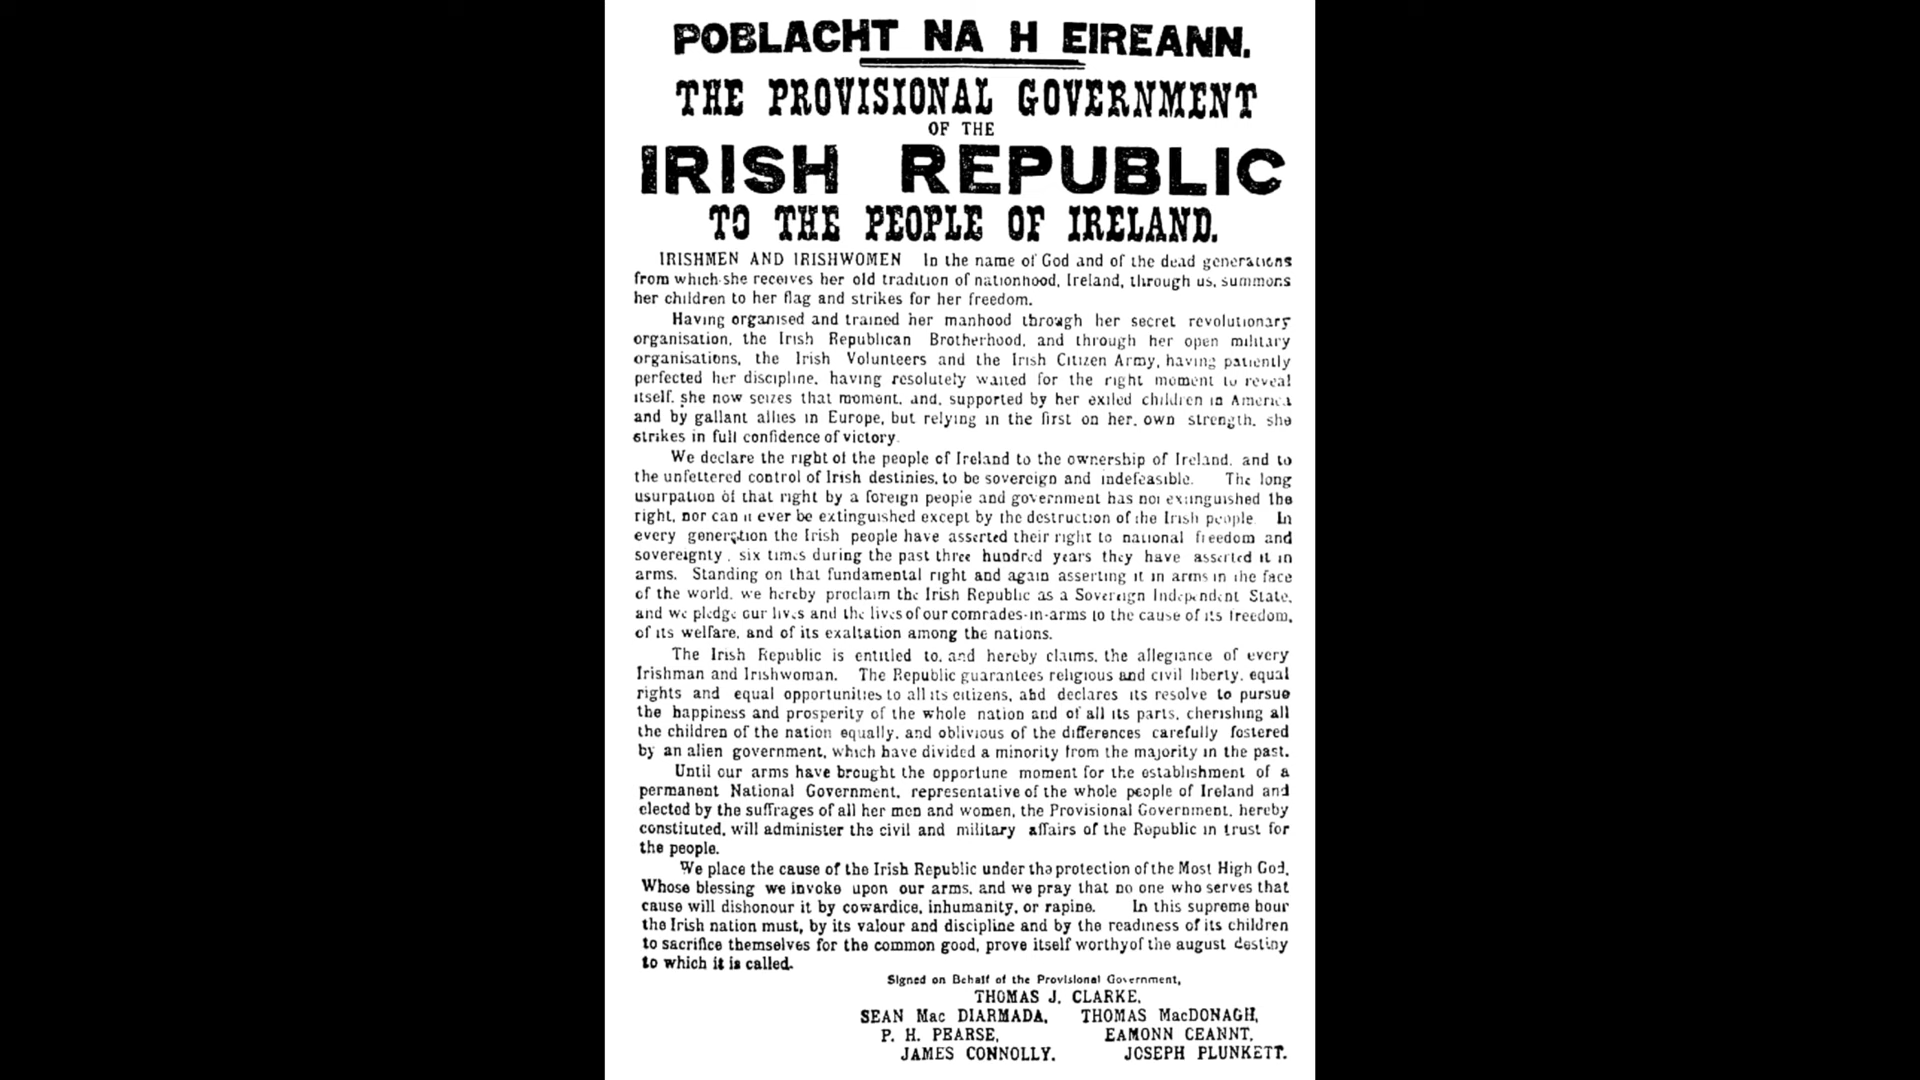 POBLACHT NA H EIREANN.
THE PROVISIONAL GOVERNMENT
OF THE
IRISH REPUBLIC
TO THE PEOPLE OF IRELAND.
IRISHMEN AND IRISHWOMEN In the name of God and of the dead generations
from which she receives her old tradition of nationhood, Ireland, through us, summons
her children to her flag and strikes for her freedom.
Having organised and trained her manhood through her secret revolutionary
organisation, the Irish Republican Brotherhood, and through her open military
organisations, the Irish Volunteers and the Irish Citizen Army, having patiently
perfected her discipline, having resolutely waited for the right moment to reveal
itself, she now seizes that moment, and, supported by her exiled children in America
and by gallant allies in Europe, but relying in the first on her own strength, she
strikes in full confidence of victory.
We declare the right of the people of Ireland to the ownership of Ireland, and to
the unfettered control of Irish destinies, to be sovereign and indefeasible. The long
usurpation of that right by a foreign people and government has not extinguished the
right, nor can it ever be extinguished except by the destruction of the Irish people. In
every generation the Irish people have asserted their right to national freedom and
sovereignty, six times during the past three hundred years they have asserted it in
arms. Standing on that fundamental right and again asserting it in arms in the face
of the world, we hereby proclaim the Irish Republic as a Sovereign Independent State,
and we pledge our lives and the lives of our comrades-in-arms to the cause of its freedom,
of its welfare, and of its exaltation among the nations.
The Irish Republic is entitled to, and hereby claims, the allegiance of every
Irishman and Irishwoman. The Republic guarantees religious and civil liberty, equal
rights and equal opportunities to all its citizens, and declares its resolve to pursue
the happiness and prosperity of the whole nation and of all its parts, cherishing all
the children of the nation equally, and oblivious of the differences carefully fostered
by an alien government, which have divided a minority from the majority in the past.
Until our arms have brought the opportune moment for the establishment of a
permanent National Government, representative of the whole people of Ireland and
elected by the suffrages of all her men and women, the Provisional Government, hereby
constituted, will administer the civil and military affairs of the Republic in trust for
the people.
We place the cause of the Irish Republic under the protection of the Most High God,
Whose blessing we invoke upon our arms, and we pray that no one who serves that
cause will dishonour it by cowardice, inhumanity, or rapine. In this supreme hour
the Irish nation must, by its valour and discipline and by the readiness of its children
to sacrifice themselves for the common good, prove itself worthy of the august destiny
to which it is called.
Signed on Behalf of the Provisional Government,
THOMAS J. CLARKE,
SEAN Mac DIARMADA, THOMAS MacDONAGH,
P. H. PEARSE, EAMONN CEANNT,
JAMES CONNOLLY. JOSEPH PLUNKETT.